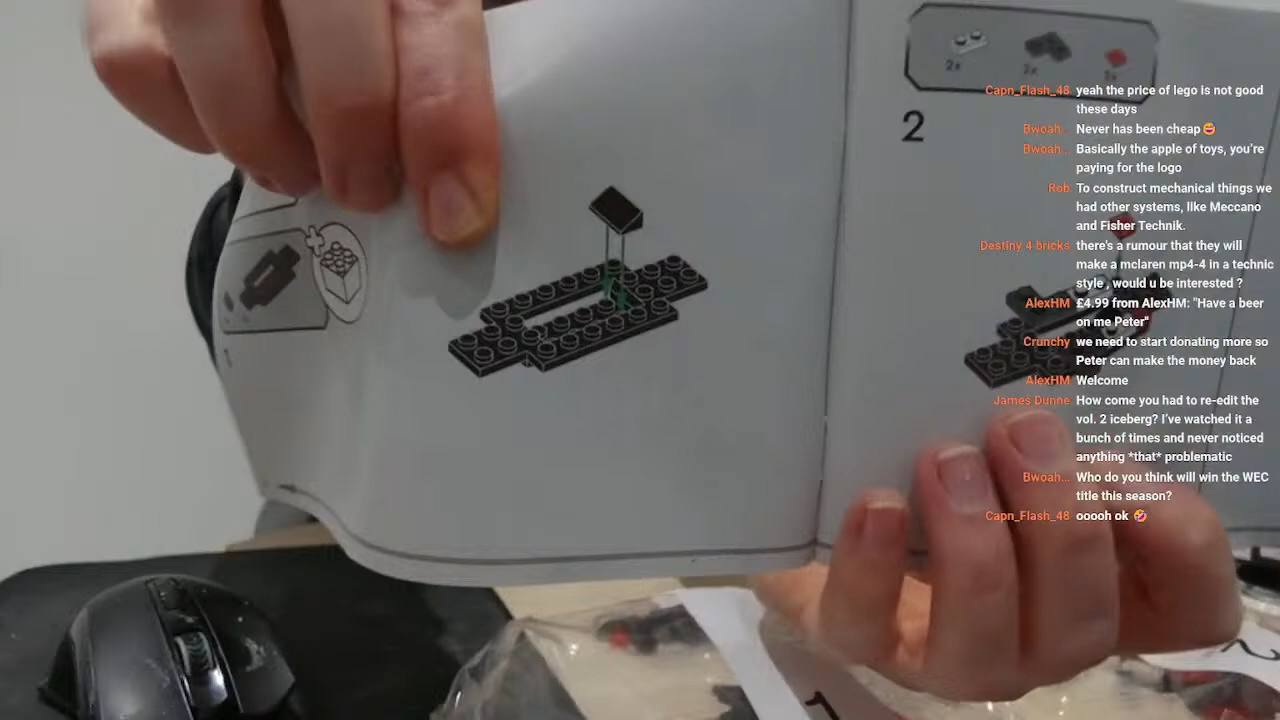 2x
2x
2
1
Capn_Flash_48 yeah the price of lego is not good
these days
Bwoah... Never has been cheap😅
Bwoah... Basically the apple of toys, you're
paying for the logo
Rob To construct mechanical things we
had other systems, like Meccano
and Fisher Technik.
Destiny 4 bricks there's a rumour that they will
make a mclaren mp4-4 in a technic
style , would u be interested ?
AlexHM £4.99 from AlexHM: "Have a beer
on me Peter"
Crunchy we need to start donating more so
Peter can make the money back
AlexHM Welcome
James Dunne How come you had to re-edit the
vol. 2 iceberg? I've watched it a
bunch of times and never noticed
anything *that* problematic
Bwoah... Who do you think will win the WEC
title this season?
Capn_Flash_48 ooooh ok 🤣
2
1